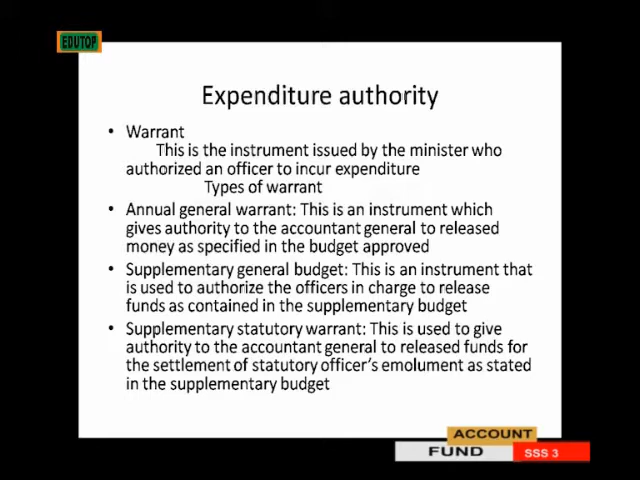 EDUTOP
Expenditure authority
• Warrant
This is the instrument issued by the minister who
authorized an officer to incur expenditure
Types of warrant
• Annual general warrant: This is an instrument which
gives authority to the accountant general to released
money as specified in the budget approved
• Supplementary general budget: This is an instrument that
is used to authorize the officers in charge to release
funds as contained in the supplementary budget
• Supplementary statutory warrant: This is used to give
authority to the accountant general to released funds for
the settlement of statutory officer's emolument as stated
in the supplementary budget
ACCOUNT
FUND SSS 3